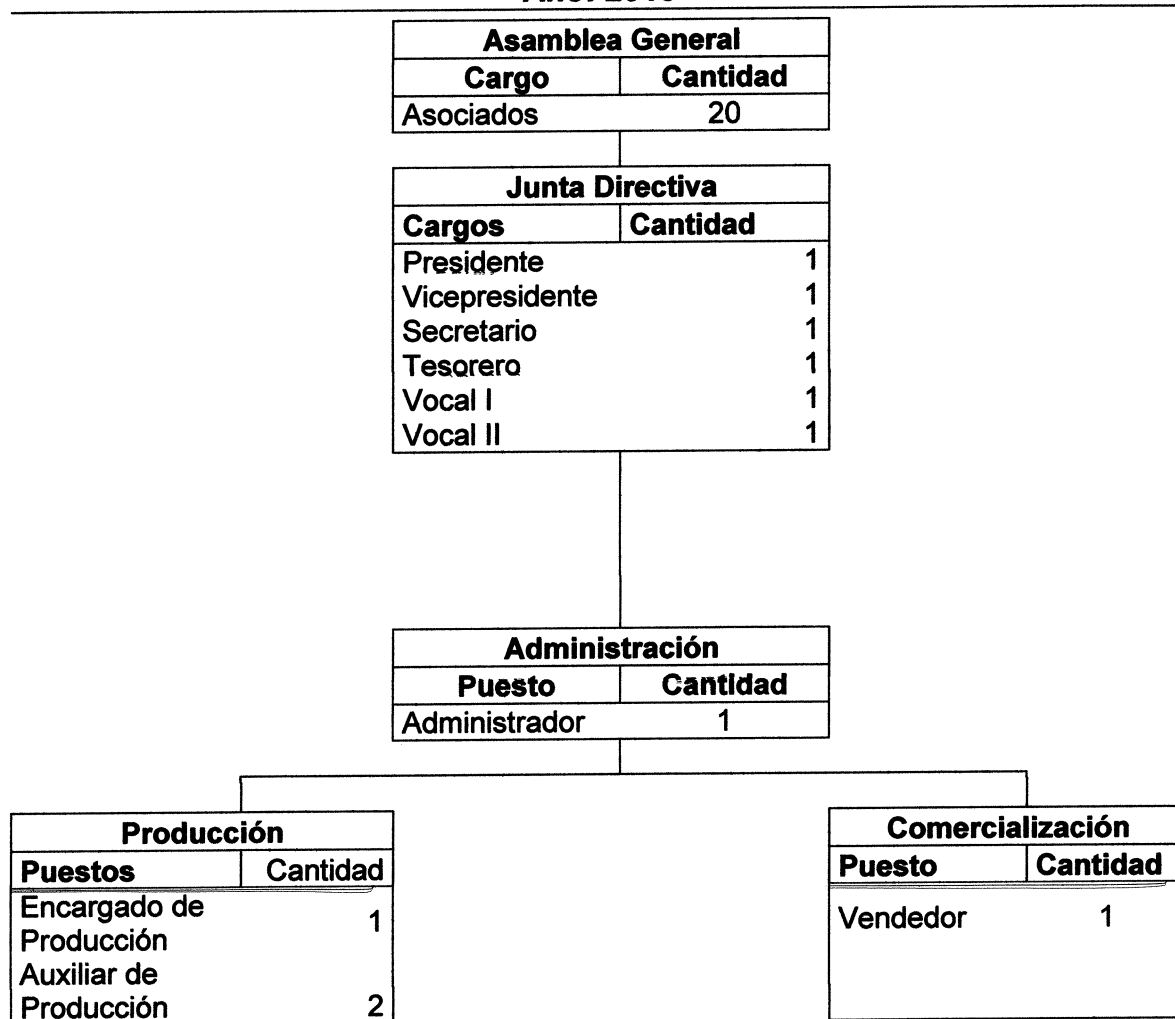 Asamblea General
Cargo Cantidad
Asociados 20
Junta Directiva
Cargos Cantidad
Presidente 1
Vicepresidente 1
Secretario 1
Tesorero 1
Vocal I 1
Vocal II 1
Administración
Puesto Cantidad
Administrador 1
Producción
Puestos Cantidad
Encargado de
Producción 1
Auxiliar de
Producción 2
Comercialización
Puesto Cantidad
Vendedor 1